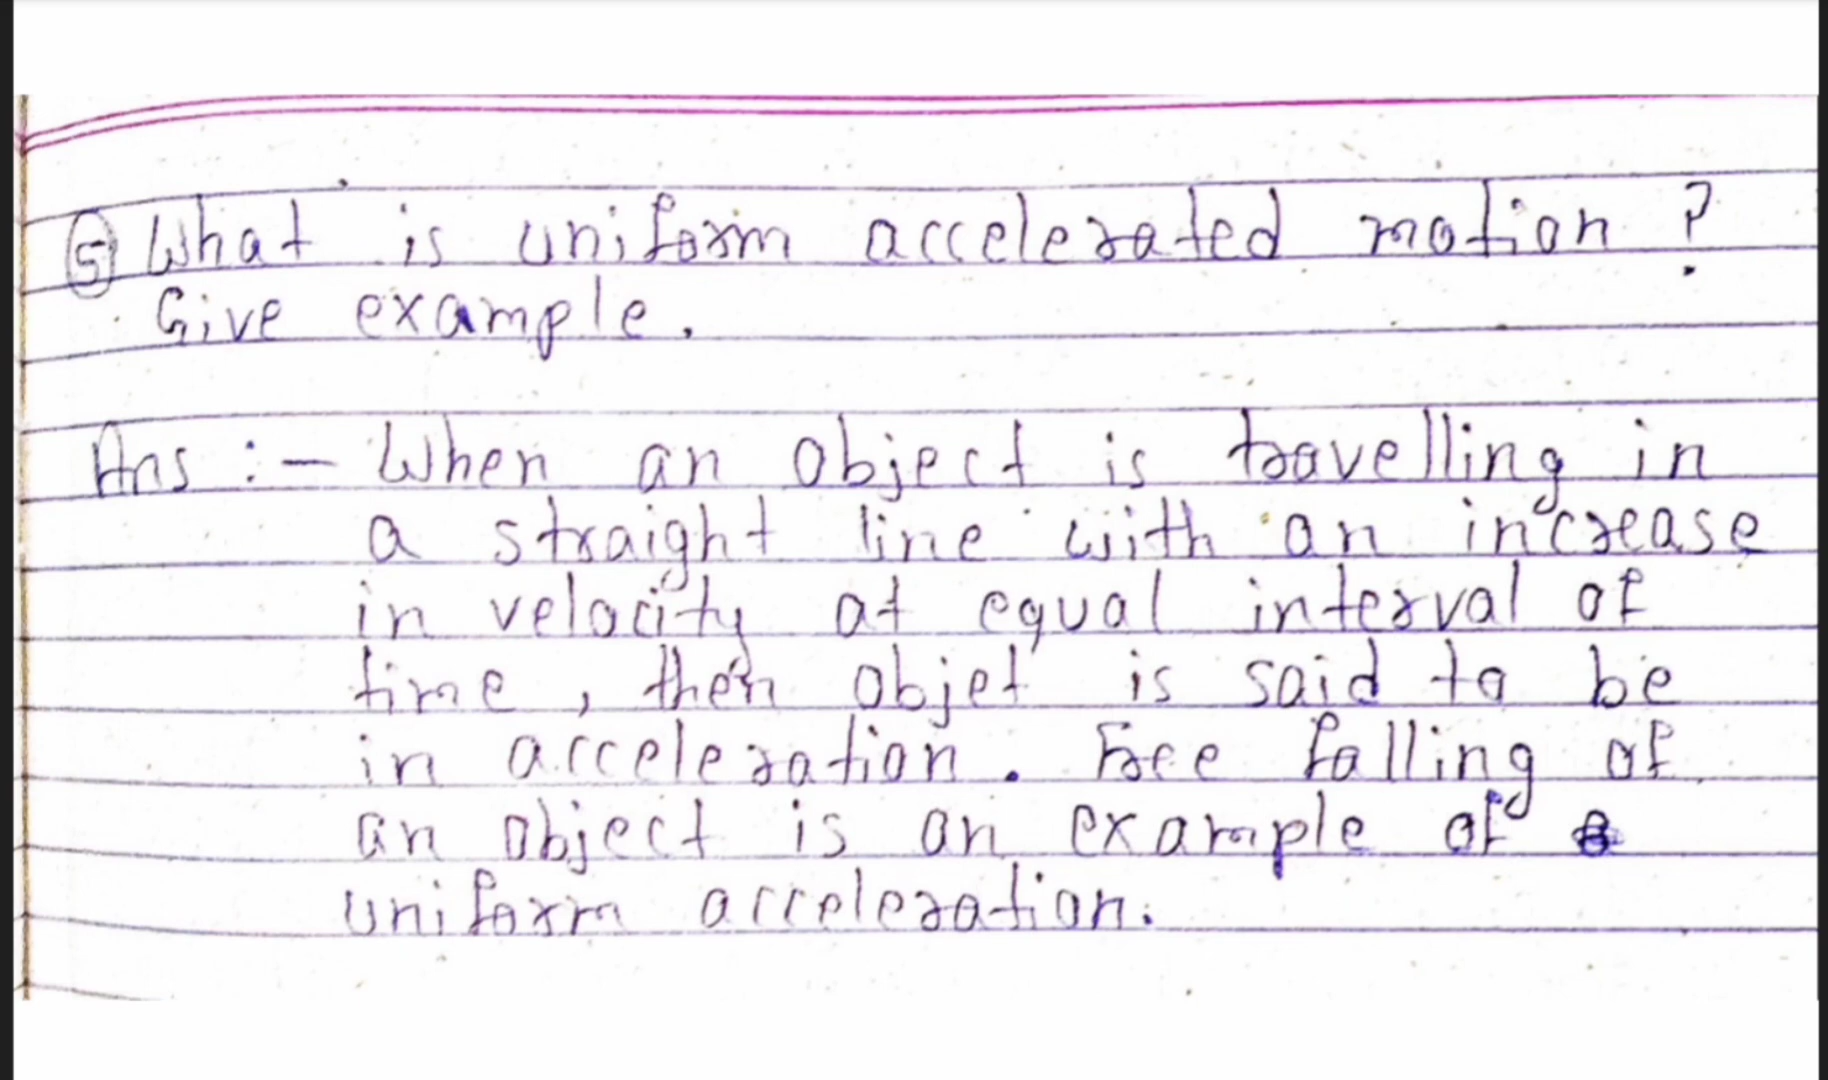 5 What is uniform accelerated motion ?
Give example.
Ans :- When an object is travelling in
a straight line with an increase
in velocity at equal interval of
time , then objet is said to be
in acceleration. Free falling of
an object is an example of
uniform acceleration.